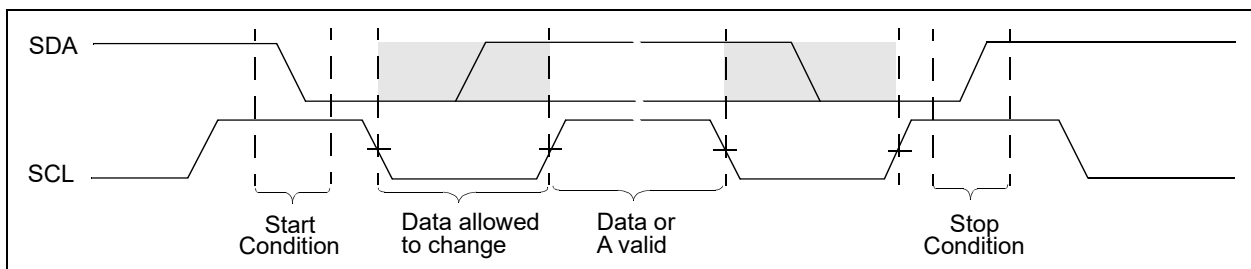 SDA
SCL
Start
Condition
Data allowed
to change
Data or
A valid
Stop
Condition